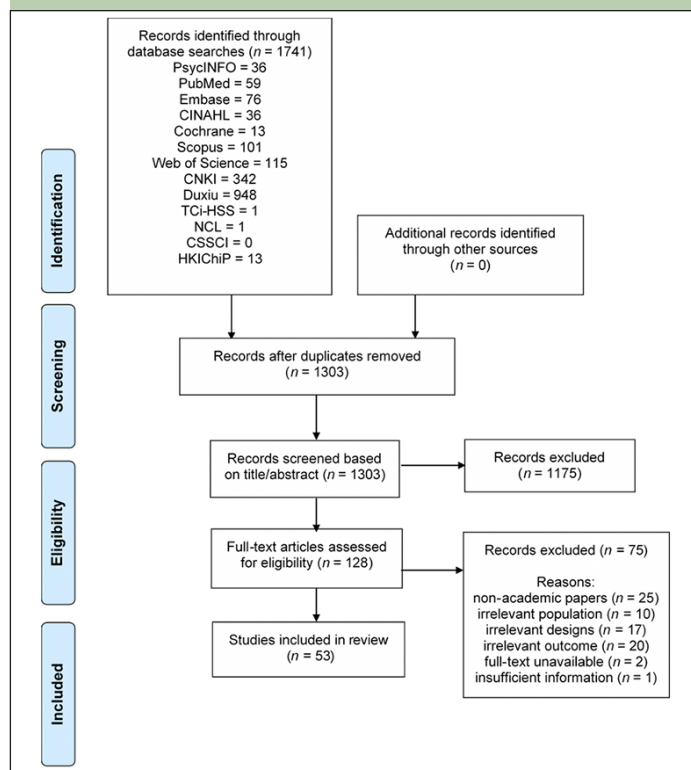 Records identified through
database searches (n = 1741)
PsycINFO = 36
PubMed = 59
Embase = 76
CINAHL = 36
Cochrane = 13
Scopus = 101
Web of Science = 115
CNKI = 342
Duxiu = 948
TCi-HSS = 1
NCL = 1
CSSCI = 0
HKIChiP = 13
Additional records identified
through other sources
(n = 0)
Identification
Records after duplicates removed
(n = 1303)
Screening
Records screened based
on title/abstract (n = 1303)
Records excluded
(n = 1175)
Full-text articles assessed
for eligibility (n = 128)
Eligibility
Records excluded (n = 75)
Reasons:
non-academic papers (n = 25)
irrelevant population (n = 10)
irrelevant designs (n = 17)
irrelevant outcome (n = 20)
full-text unavailable (n = 2)
insufficient information (n = 1)
Studies included in review
(n = 53)
Included